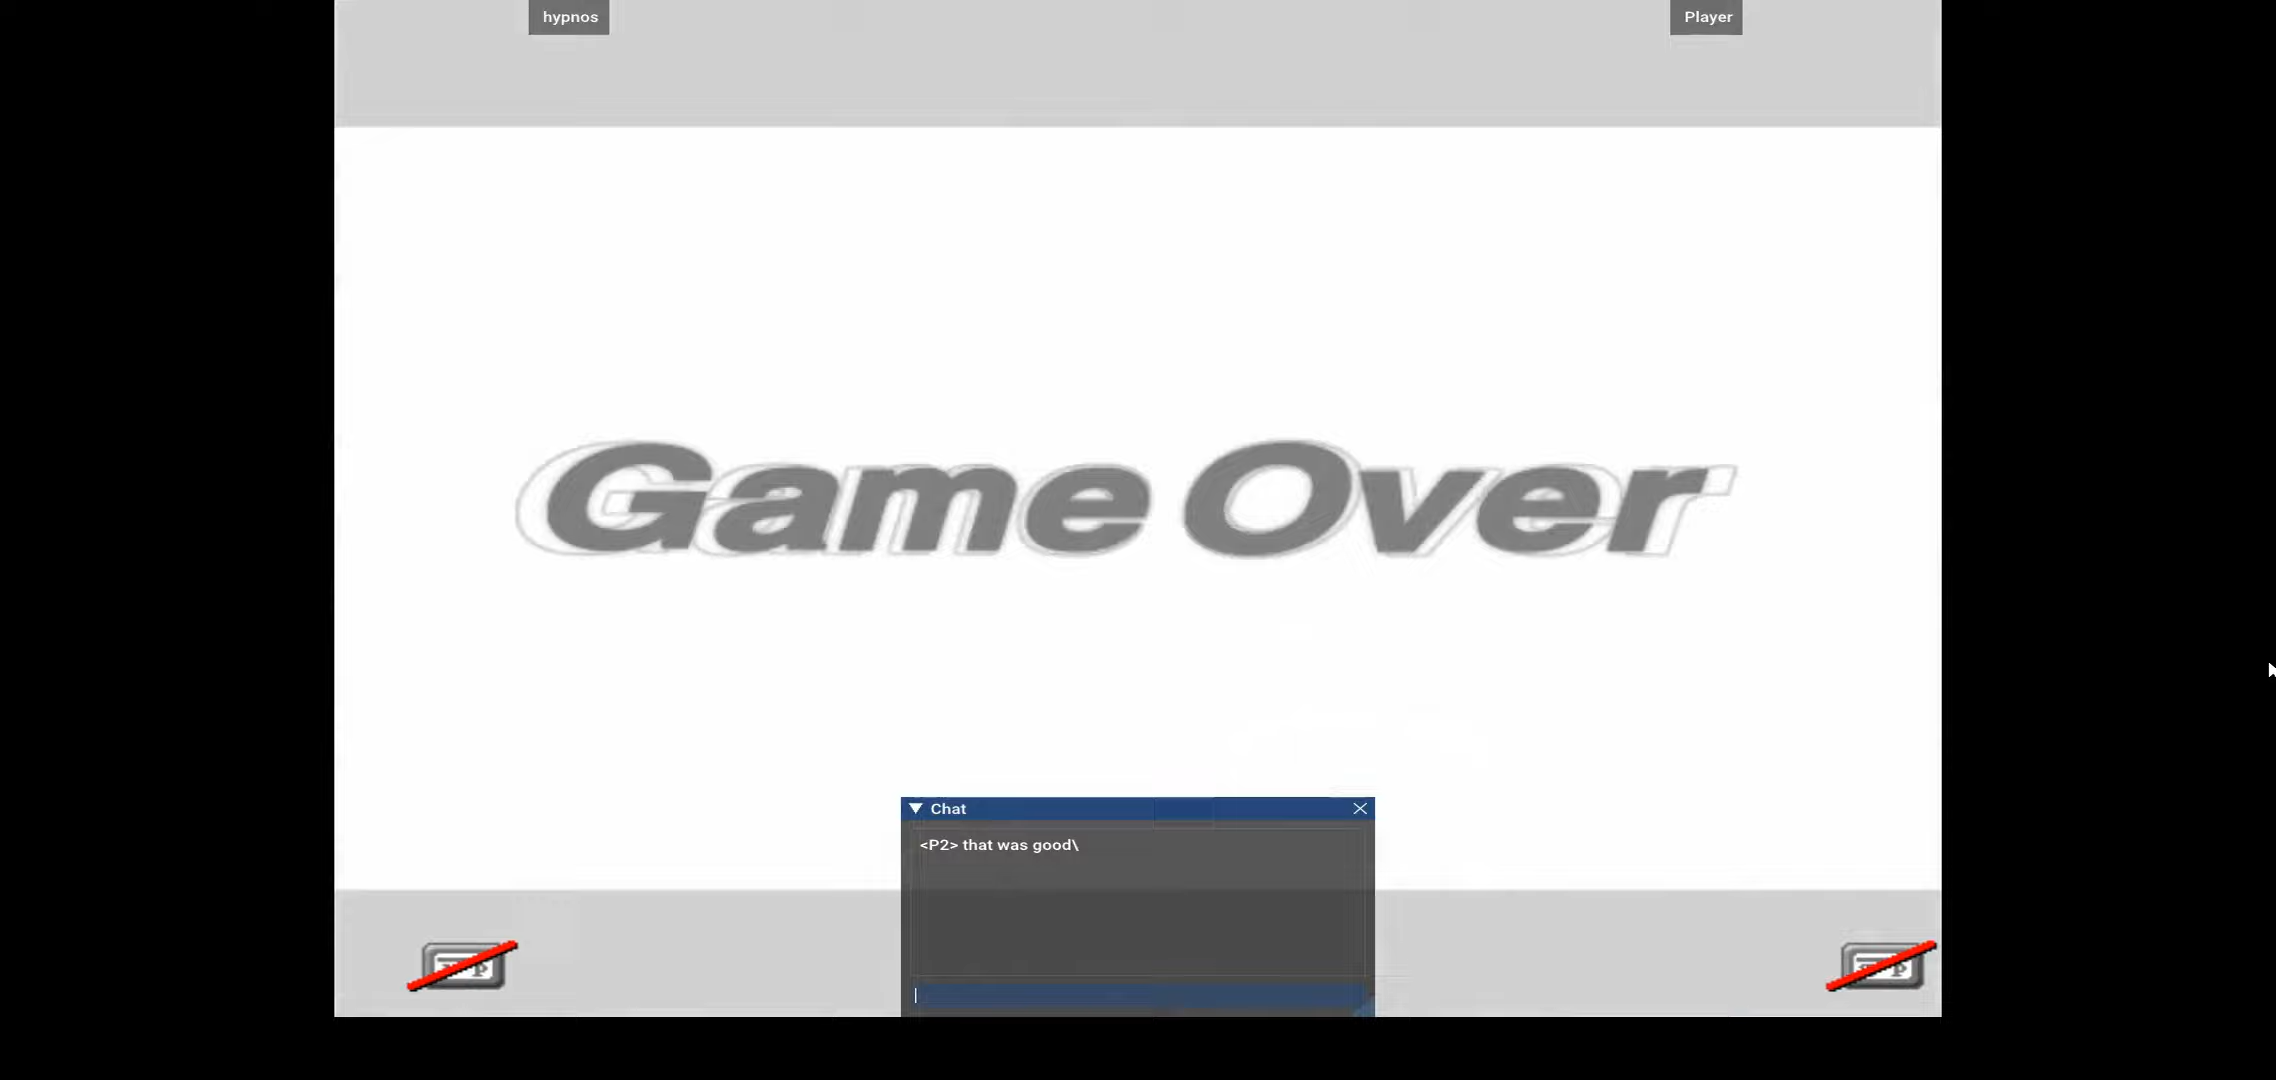 hypnos
Player
Game Over
Chat
<P2> that was good\